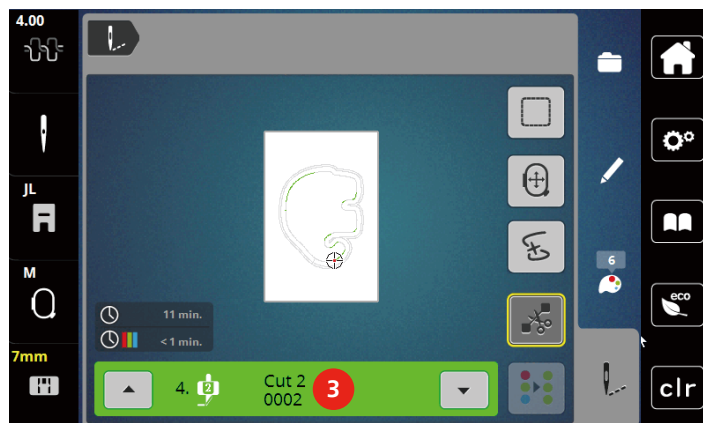 4.00
JL
M
7mm
11 min.
< 1 min.
4.
2
Cut 2
0002
3
6
eco
clr